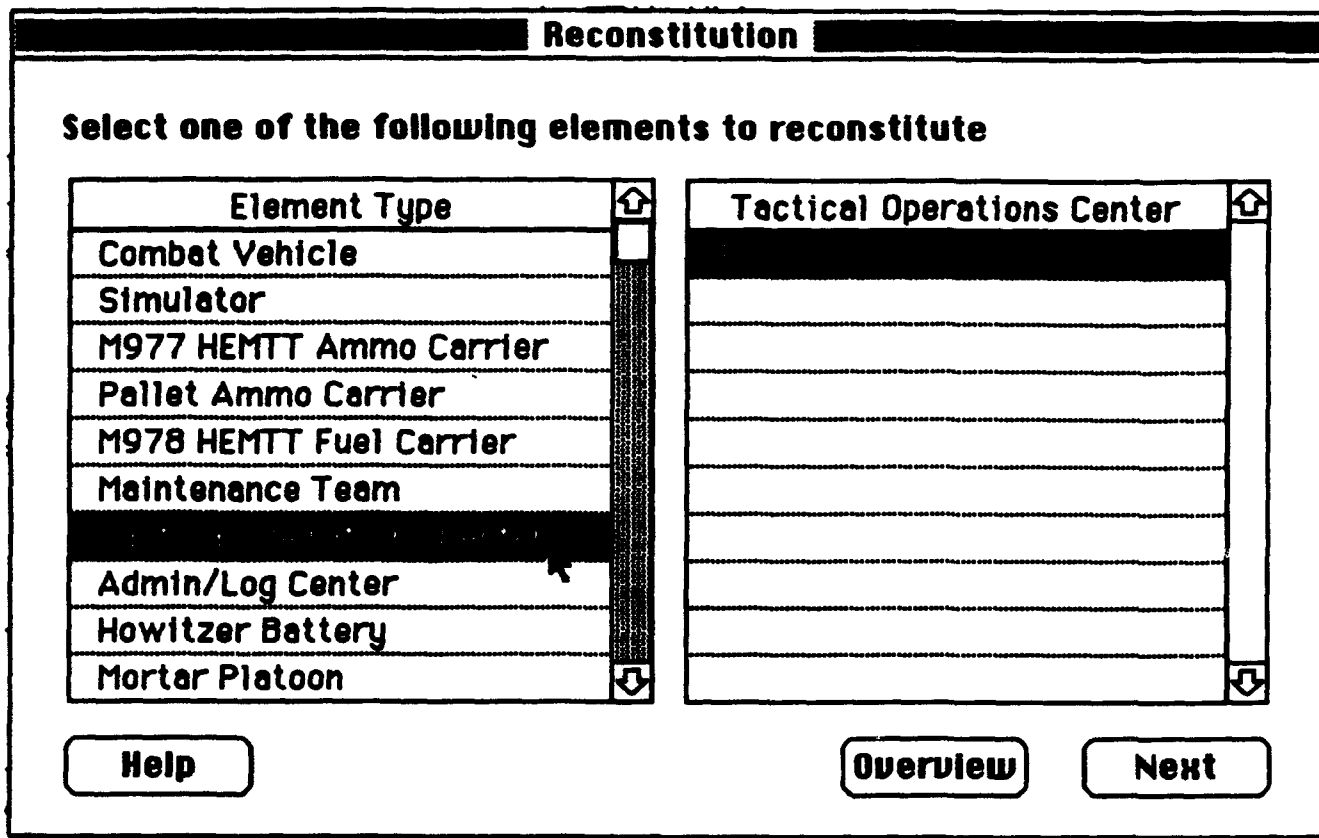 Reconstitution
Select one of the following elements to reconstitute
Element Type
Combat Vehicle
Simulator
M977 HEMTT Ammo Carrier
Pallet Ammo Carrier
M978 HEMTT Fuel Carrier
Maintenance Team
Admin/Log Center
Howitzer Battery
Mortar Platoon
Tactical Operations Center
Help
Overview
Next